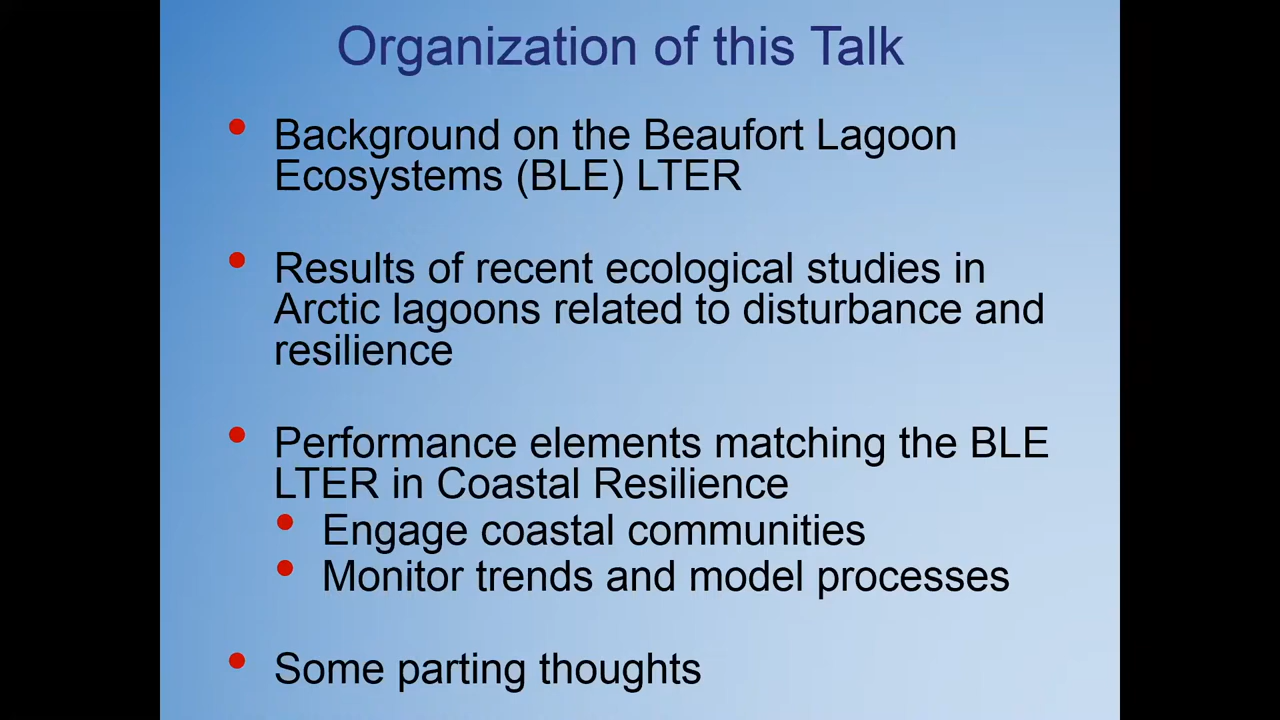 Organization of this Talk
• Background on the Beaufort Lagoon
Ecosystems (BLE) LTER
• Results of recent ecological studies in
Arctic lagoons related to disturbance and
resilience
• Performance elements matching the BLE
LTER in Coastal Resilience
• Engage coastal communities
• Monitor trends and model processes
• Some parting thoughts